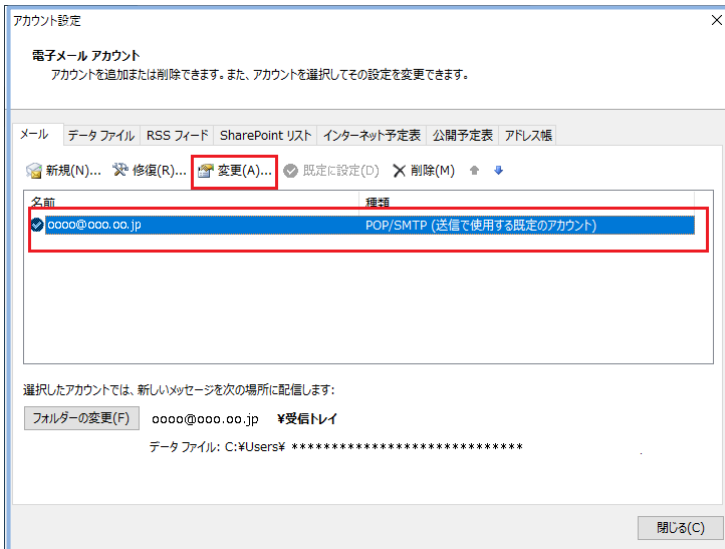 アカウント設定
電子メール アカウント
アカウントを追加または削除できます。また、アカウントを選択してその設定を変更できます。
メール データ ファイル RSS フィード SharePoint リスト インターネット予定表 公開予定表 アドレス帳
新規(N)... 修復(R)... 変更(A)... 既定に設定(D) 削除(M)
名前 種類
oooo@ooo.oo.jp POP/SMTP (送信で使用する既定のアカウント)
選択したアカウントでは、新しいメッセージを次の場所に配信します:
フォルダーの変更(F) oooo@ooo.oo.jp ¥受信トレイ
データ ファイル: C:¥Users¥ *****************************
閉じる(C)